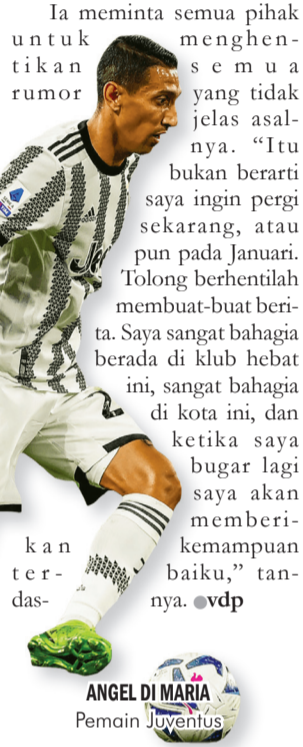 Ia meminta semua pihak
untuk menghen-
tikan semua
rumor yang tidak
jelas asal-
nya. “Itu
bukan berarti
saya ingin pergi
sekarang, atau
pun pada Januari.
Tolong berhentilah
membuat-buat beri-
ta. Saya sangat bahagia
berada di klub hebat
ini, sangat bahagia
di kota ini, dan
ketika saya
bugar lagi
saya akan
memberi-
kan kemampuan
ter- baiku,” tan-
das- nya. ●vdp
ANGEL DI MARIA
Pemain Juventus